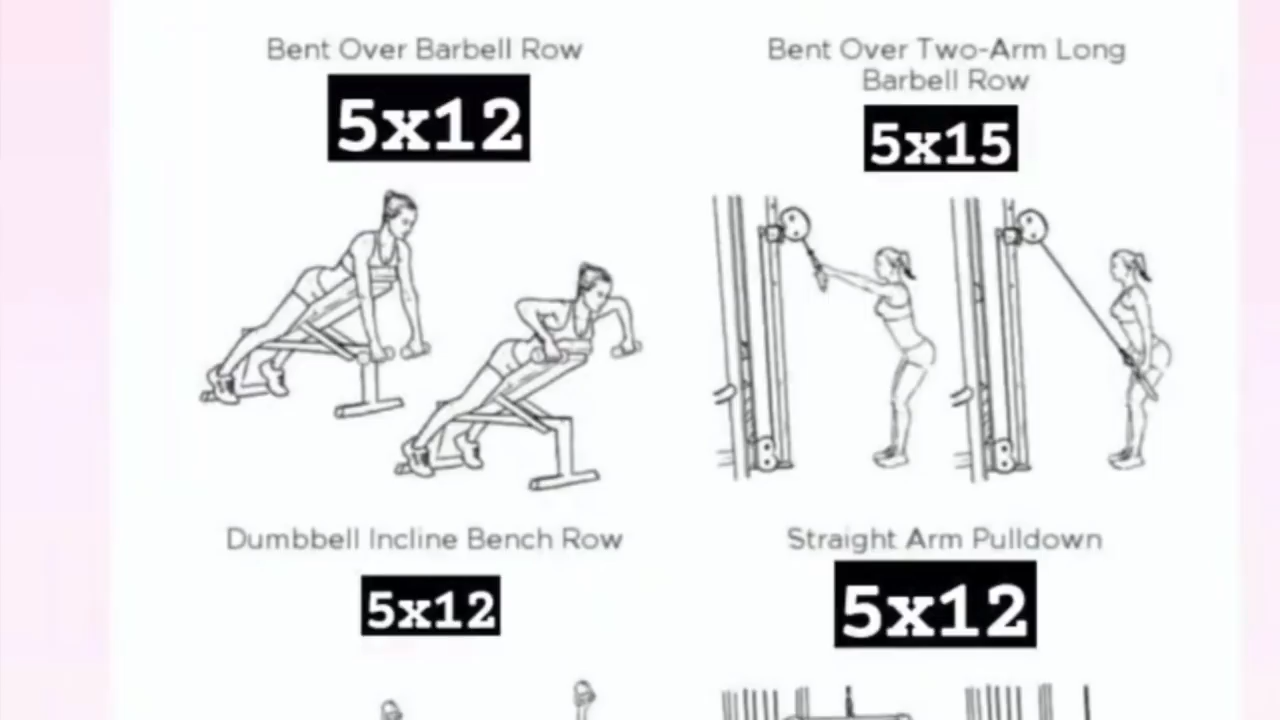 Bent Over Barbell Row
5x12
Bent Over Two-Arm Long
Barbell Row
5x15
Dumbbell Incline Bench Row
5x12
Straight Arm Pulldown
5x12